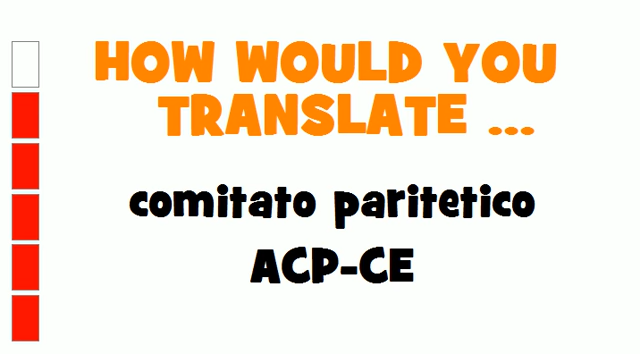 HOW WOULD YOU
TRANSLATE ...
comitato paritetico
ACP-CE